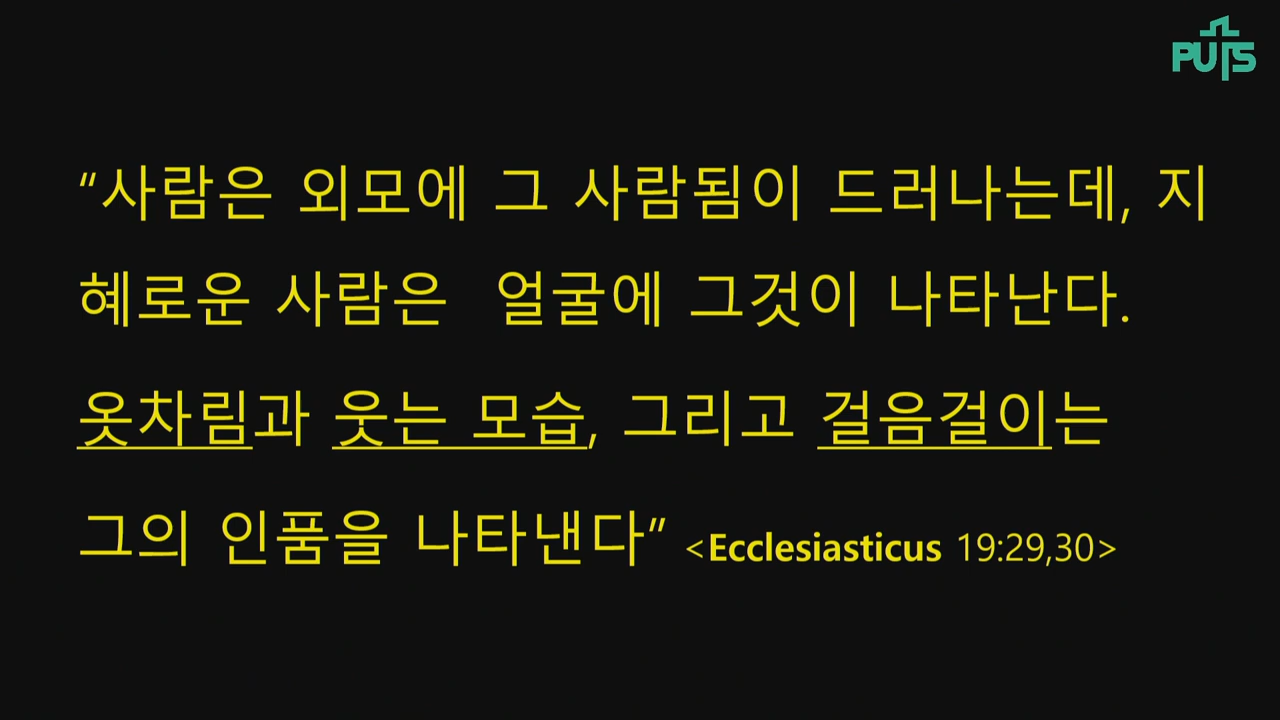 PUTS
“사람은 외모에 그 사람됨이 드러나는데, 지
혜로운 사람은  얼굴에 그것이 나타난다.
옷차림과 웃는 모습, 그리고 걸음걸이는
그의 인품을 나타낸다” <Ecclesiasticus 19:29,30>